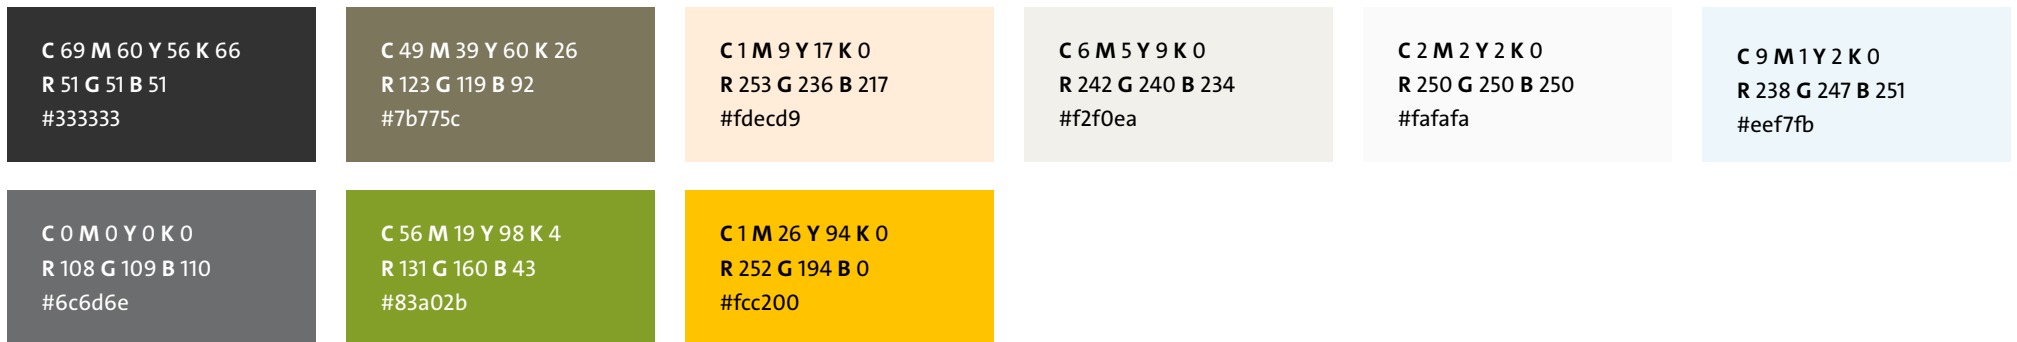 C 69 M 60 Y 56 K 66
R 51 G 51 B 51
#333333
C 49 M 39 Y 60 K 26
R 123 G 119 B 92
#7b775c
C 1 M 9 Y 17 K 0
R 253 G 236 B 217
#fdecd9
C 6 M 5 Y 9 K 0
R 242 G 240 B 234
#f2f0ea
C 2 M 2 Y 2 K 0
R 250 G 250 B 250
#fafafa
C 9 M 1 Y 2 K 0
R 238 G 247 B 251
#eef7fb
C 0 M 0 Y 0 K 0
R 108 G 109 B 110
#6c6d6e
C 56 M 19 Y 98 K 4
R 131 G 160 B 43
#83a02b
C 1 M 26 Y 94 K 0
R 252 G 194 B 0
#fcc200